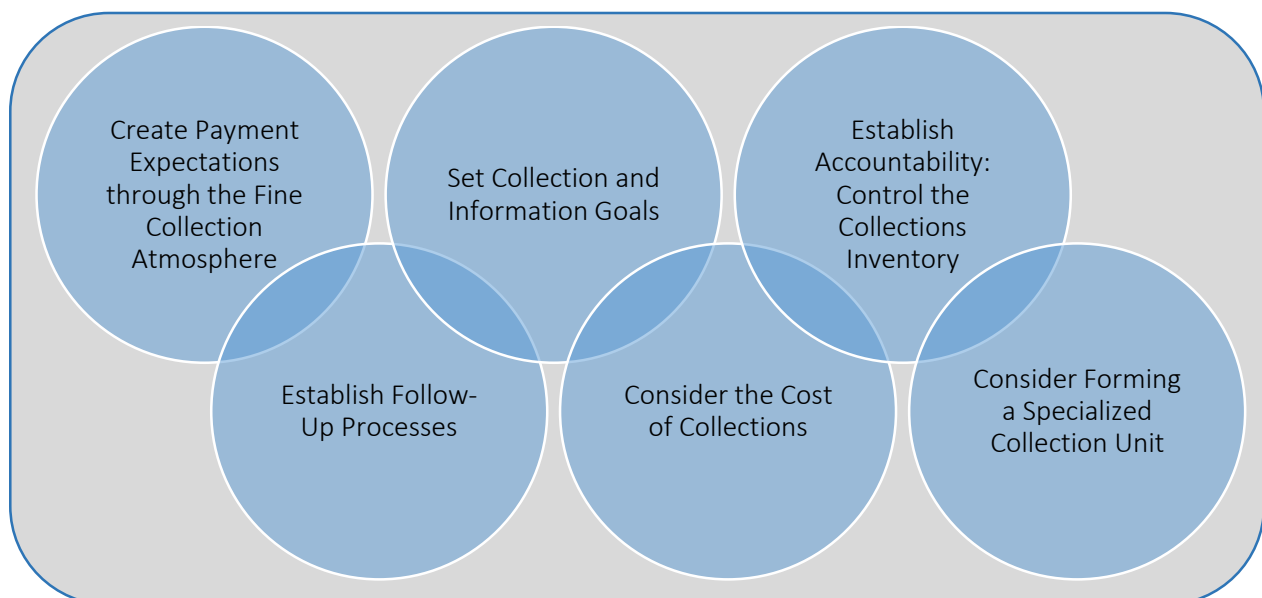 Create Payment
Expectations
through the Fine
Collection
Atmosphere
Establish Follow-
Up Processes
Set Collection and
Information Goals
Consider the Cost
of Collections
Establish
Accountability:
Control the
Collections
Inventory
Consider Forming
a Specialized
Collection Unit